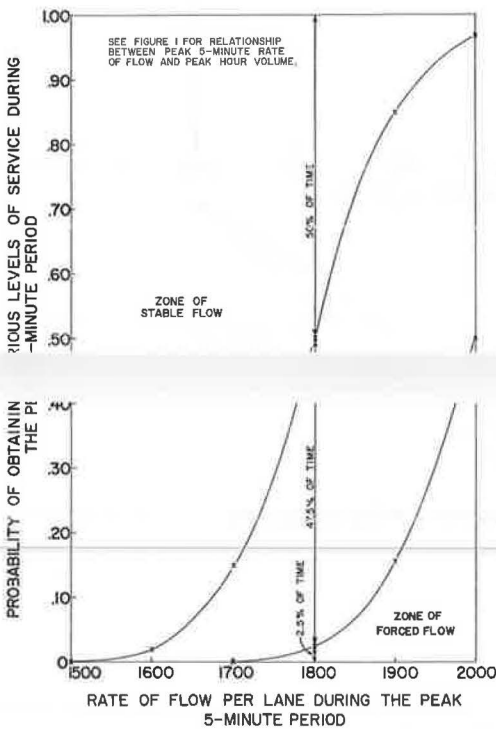 1.00
SEE FIGURE 1 FOR RELATIONSHIP
BETWEEN PEAK 5-MINUTE RATE
OF FLOW AND PEAK HOUR VOLUME.
.90
.80
.70
.60
.50
50% OF TIME
ZONE OF
STABLE FLOW
RIOUS LEVELS OF SERVICE DURING
-MINUTE PERIOD
PROBABILITY OF OBTAININ
THE PE
.40
.30
.20
.10
0
47.5% OF TIME
2.5% OF TIME
ZONE OF
FORCED FLOW
1500 1600 1700 1800 1900 2000
RATE OF FLOW PER LANE DURING THE PEAK
5-MINUTE PERIOD